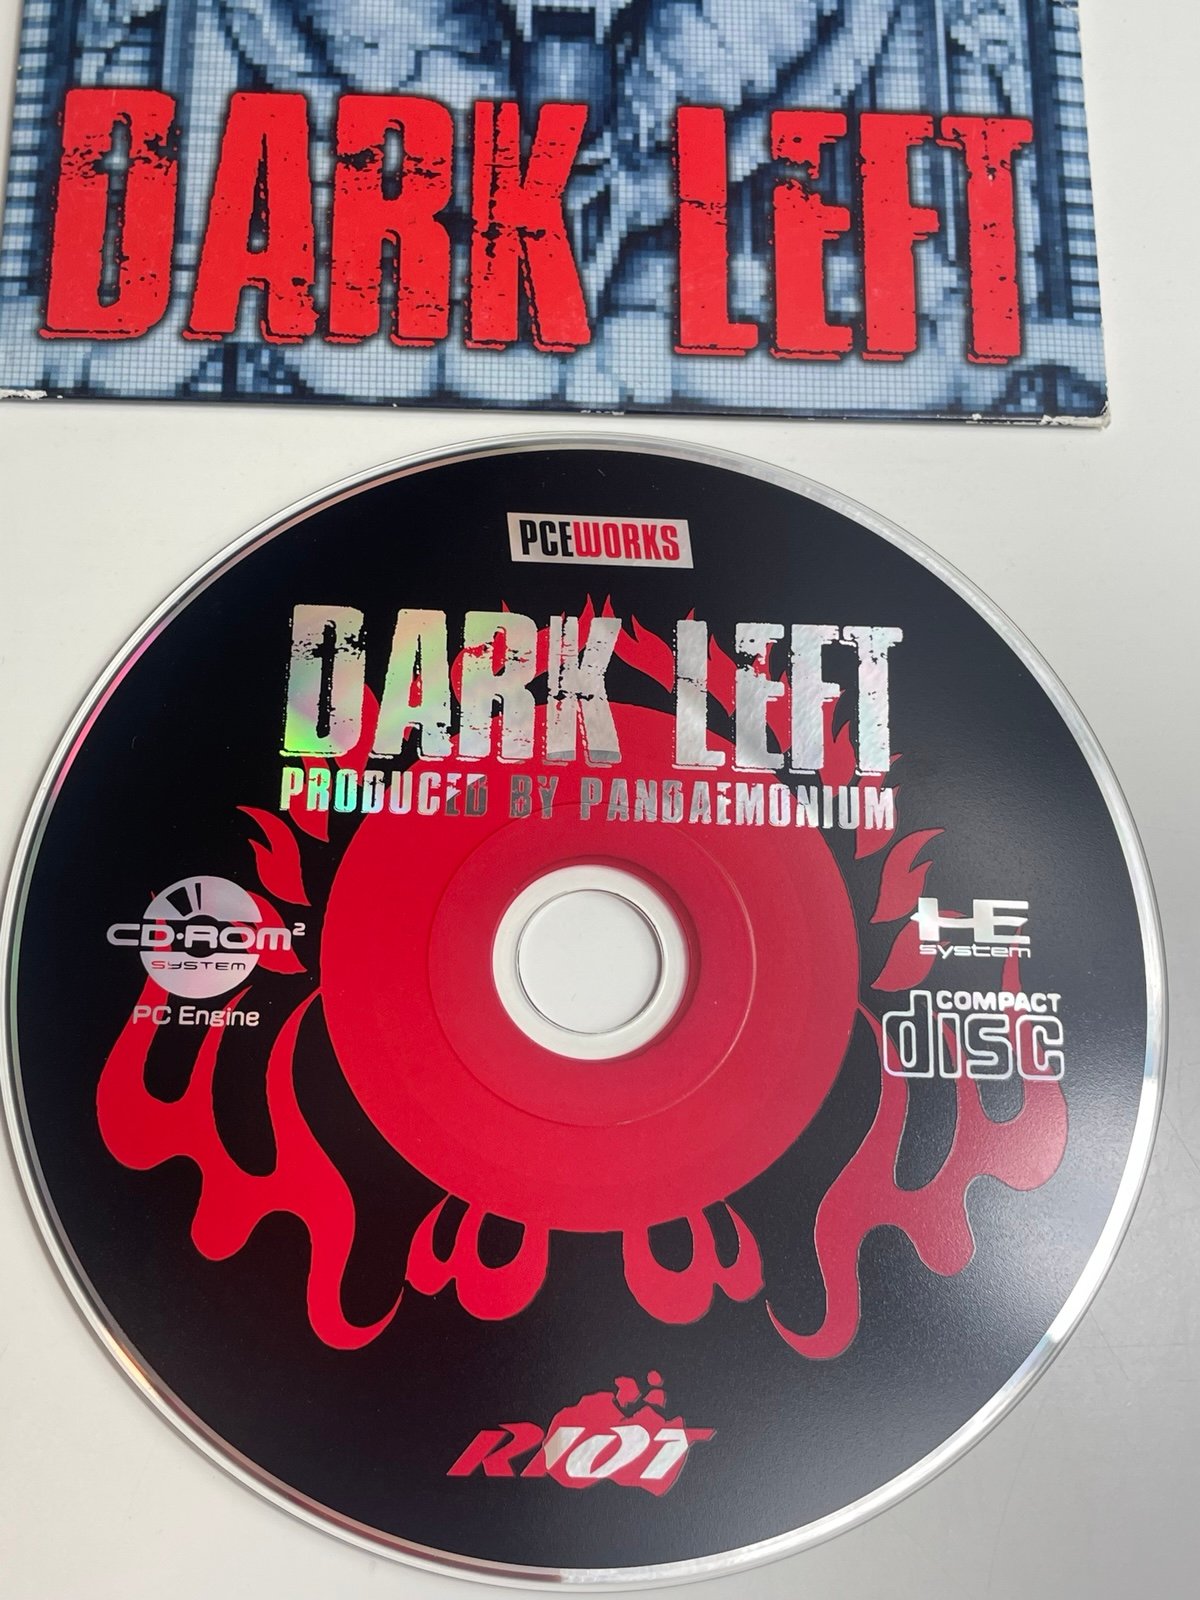 DARK LEFT
PCEWORKS
DARK LEFT
PRODUCED BY PANDAEMONIUM
CD·ROM²
SYSTEM
PC Engine
HE
system
COMPACT
disc
RIOT